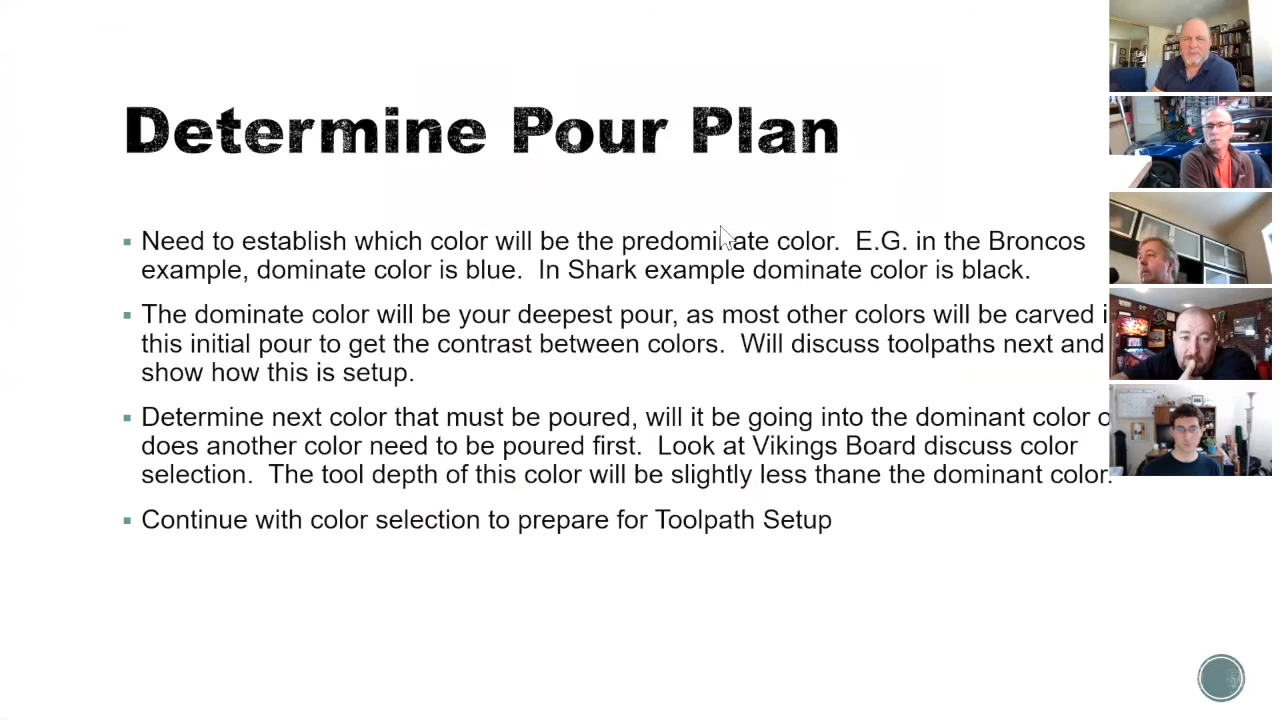 Determine Pour Plan
Need to establish which color will be the predominate color. E.G. in the Broncos
example, dominate color is blue. In Shark example dominate color is black.
The dominate color will be your deepest pour, as most other colors will be carved
this initial pour to get the contrast between colors. Will discuss toolpaths next and
show how this is setup.
Determine next color that must be poured, will it be going into the dominant color
does another color need to be poured first. Look at Vikings Board discuss color
selection. The tool depth of this color will be slightly less thane the dominant color.
Continue with color selection to prepare for Toolpath Setup